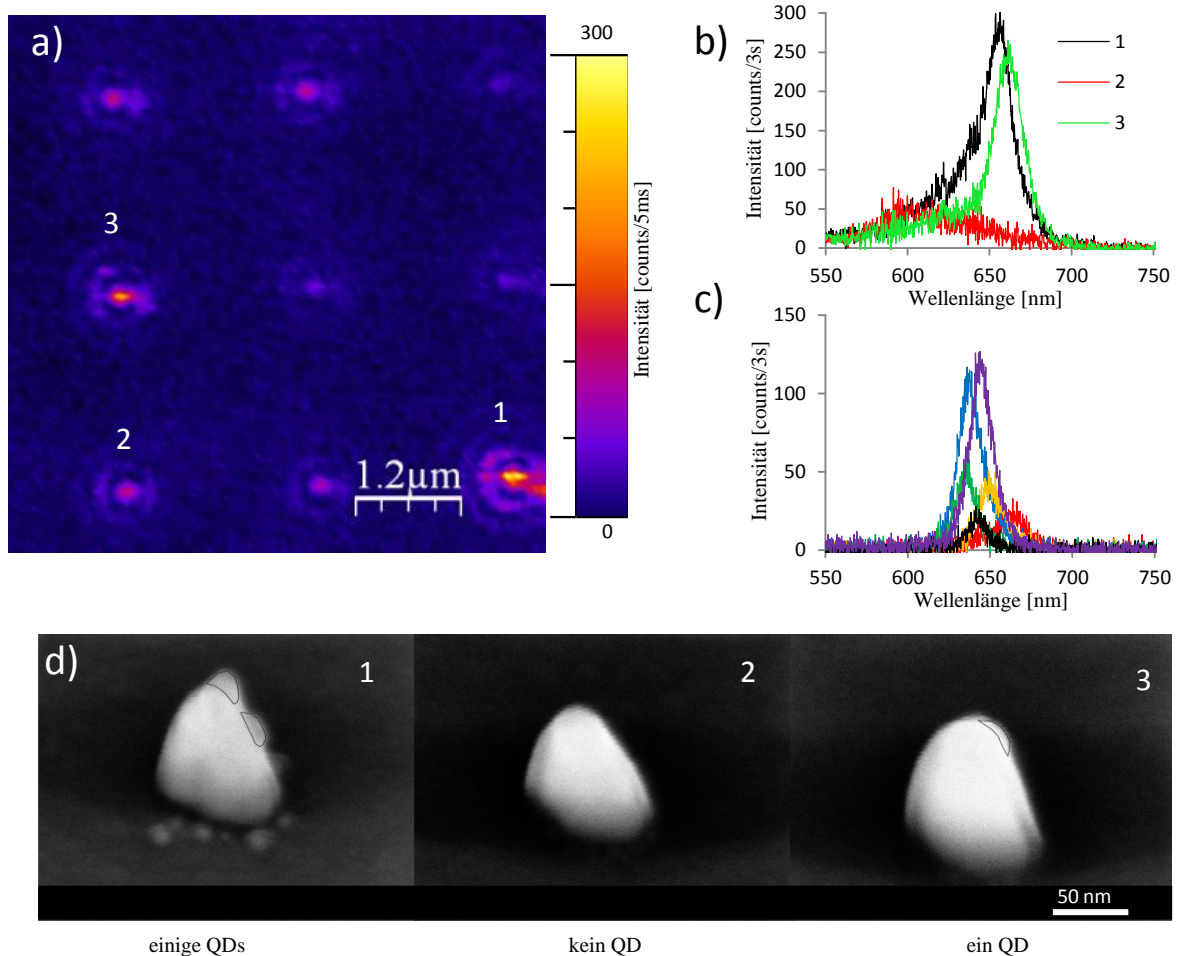 a)
3
2
1
1.2µm
300
0
Intensität [counts/5ms]
b)
Intensität [counts/3s]
300
250
200
150
100
50
0
550 600 650 700 750
Wellenlänge [nm]
1
2
3
c)
Intensität [counts/3s]
150
100
50
0
550 600 650 700 750
Wellenlänge [nm]
d)
1
2
3
50 nm
einige QDs
kein QD
ein QD